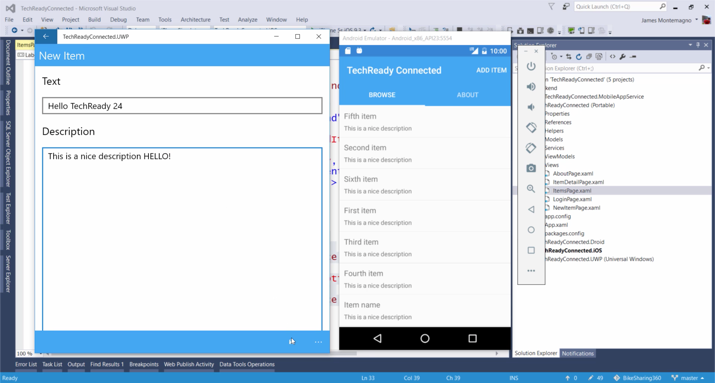 TechReadyConnected - Microsoft Visual Studio
Quick Launch (Ctrl+Q)
File Edit View Project Build Debug Team Tools Architecture Test Analyze Window Help
James Montemagno
TechReadyConnected.UWP
Android Emulator - Android_x86_API23:5554
Solution Explorer
New Item
10:00
Text
TechReady Connected
ADD ITEM
Hello TechReady 24
BROWSE
ABOUT
Description
This is a nice description HELLO!
Fifth item
This is a nice description
Second item
This is a nice description
Sixth item
This is a nice description
First item
This is a nice description
Third item
This is a nice description
Fourth item
This is a nice description
Item name
This is a nice description
Document Outline
Properties
SQL Server Object Explorer
Test Explorer
Toolbox
Server Explorer
Explorer (Ctrl+;)
'TechReadyConnected' (5 projects)
kend
echReadyConnected.MobileAppService
hReadyConnected (Portable)
Properties
References
Helpers
Models
Services
ViewModels
Views
AboutPage.xaml
ItemDetailPage.xaml
ItemsPage.xaml
LoginPage.xaml
NewItemPage.xaml
app.config
App.xaml
packages.config
hReadyConnected.Droid
hReadyConnected.iOS
hReadyConnected.UWP (Universal Windows)
100 %
Solution Explorer Notifications
Error List Task List Output Find Results 1 Breakpoints Web Publish Activity Data Tools Operations
Ready
Ln 33
Col 39
Ch 39
INS
0
49
BikeSharing360
master